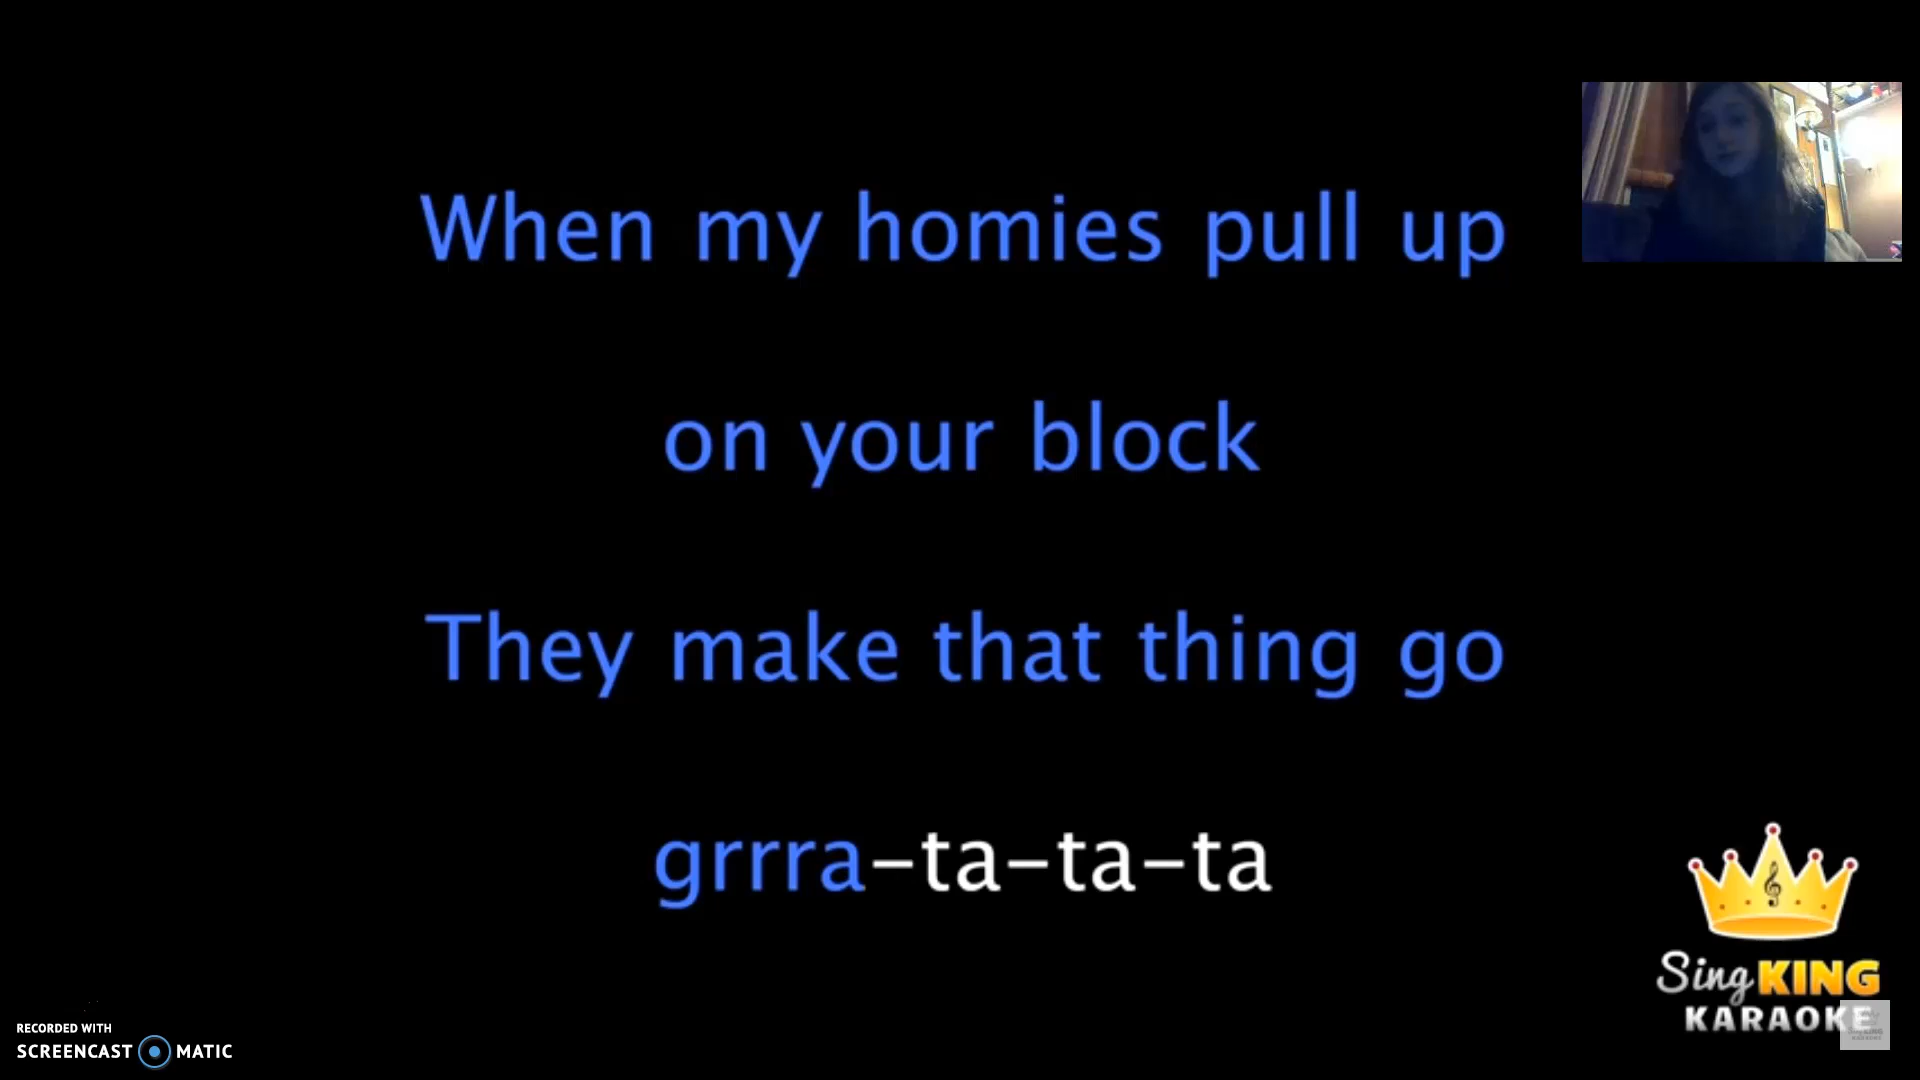 When my homies pull up
on your block
They make that thing go
grrra-ta-ta-ta
Sing KING
KARAOKE
RECORDED WITH
SCREENCAST MATIC